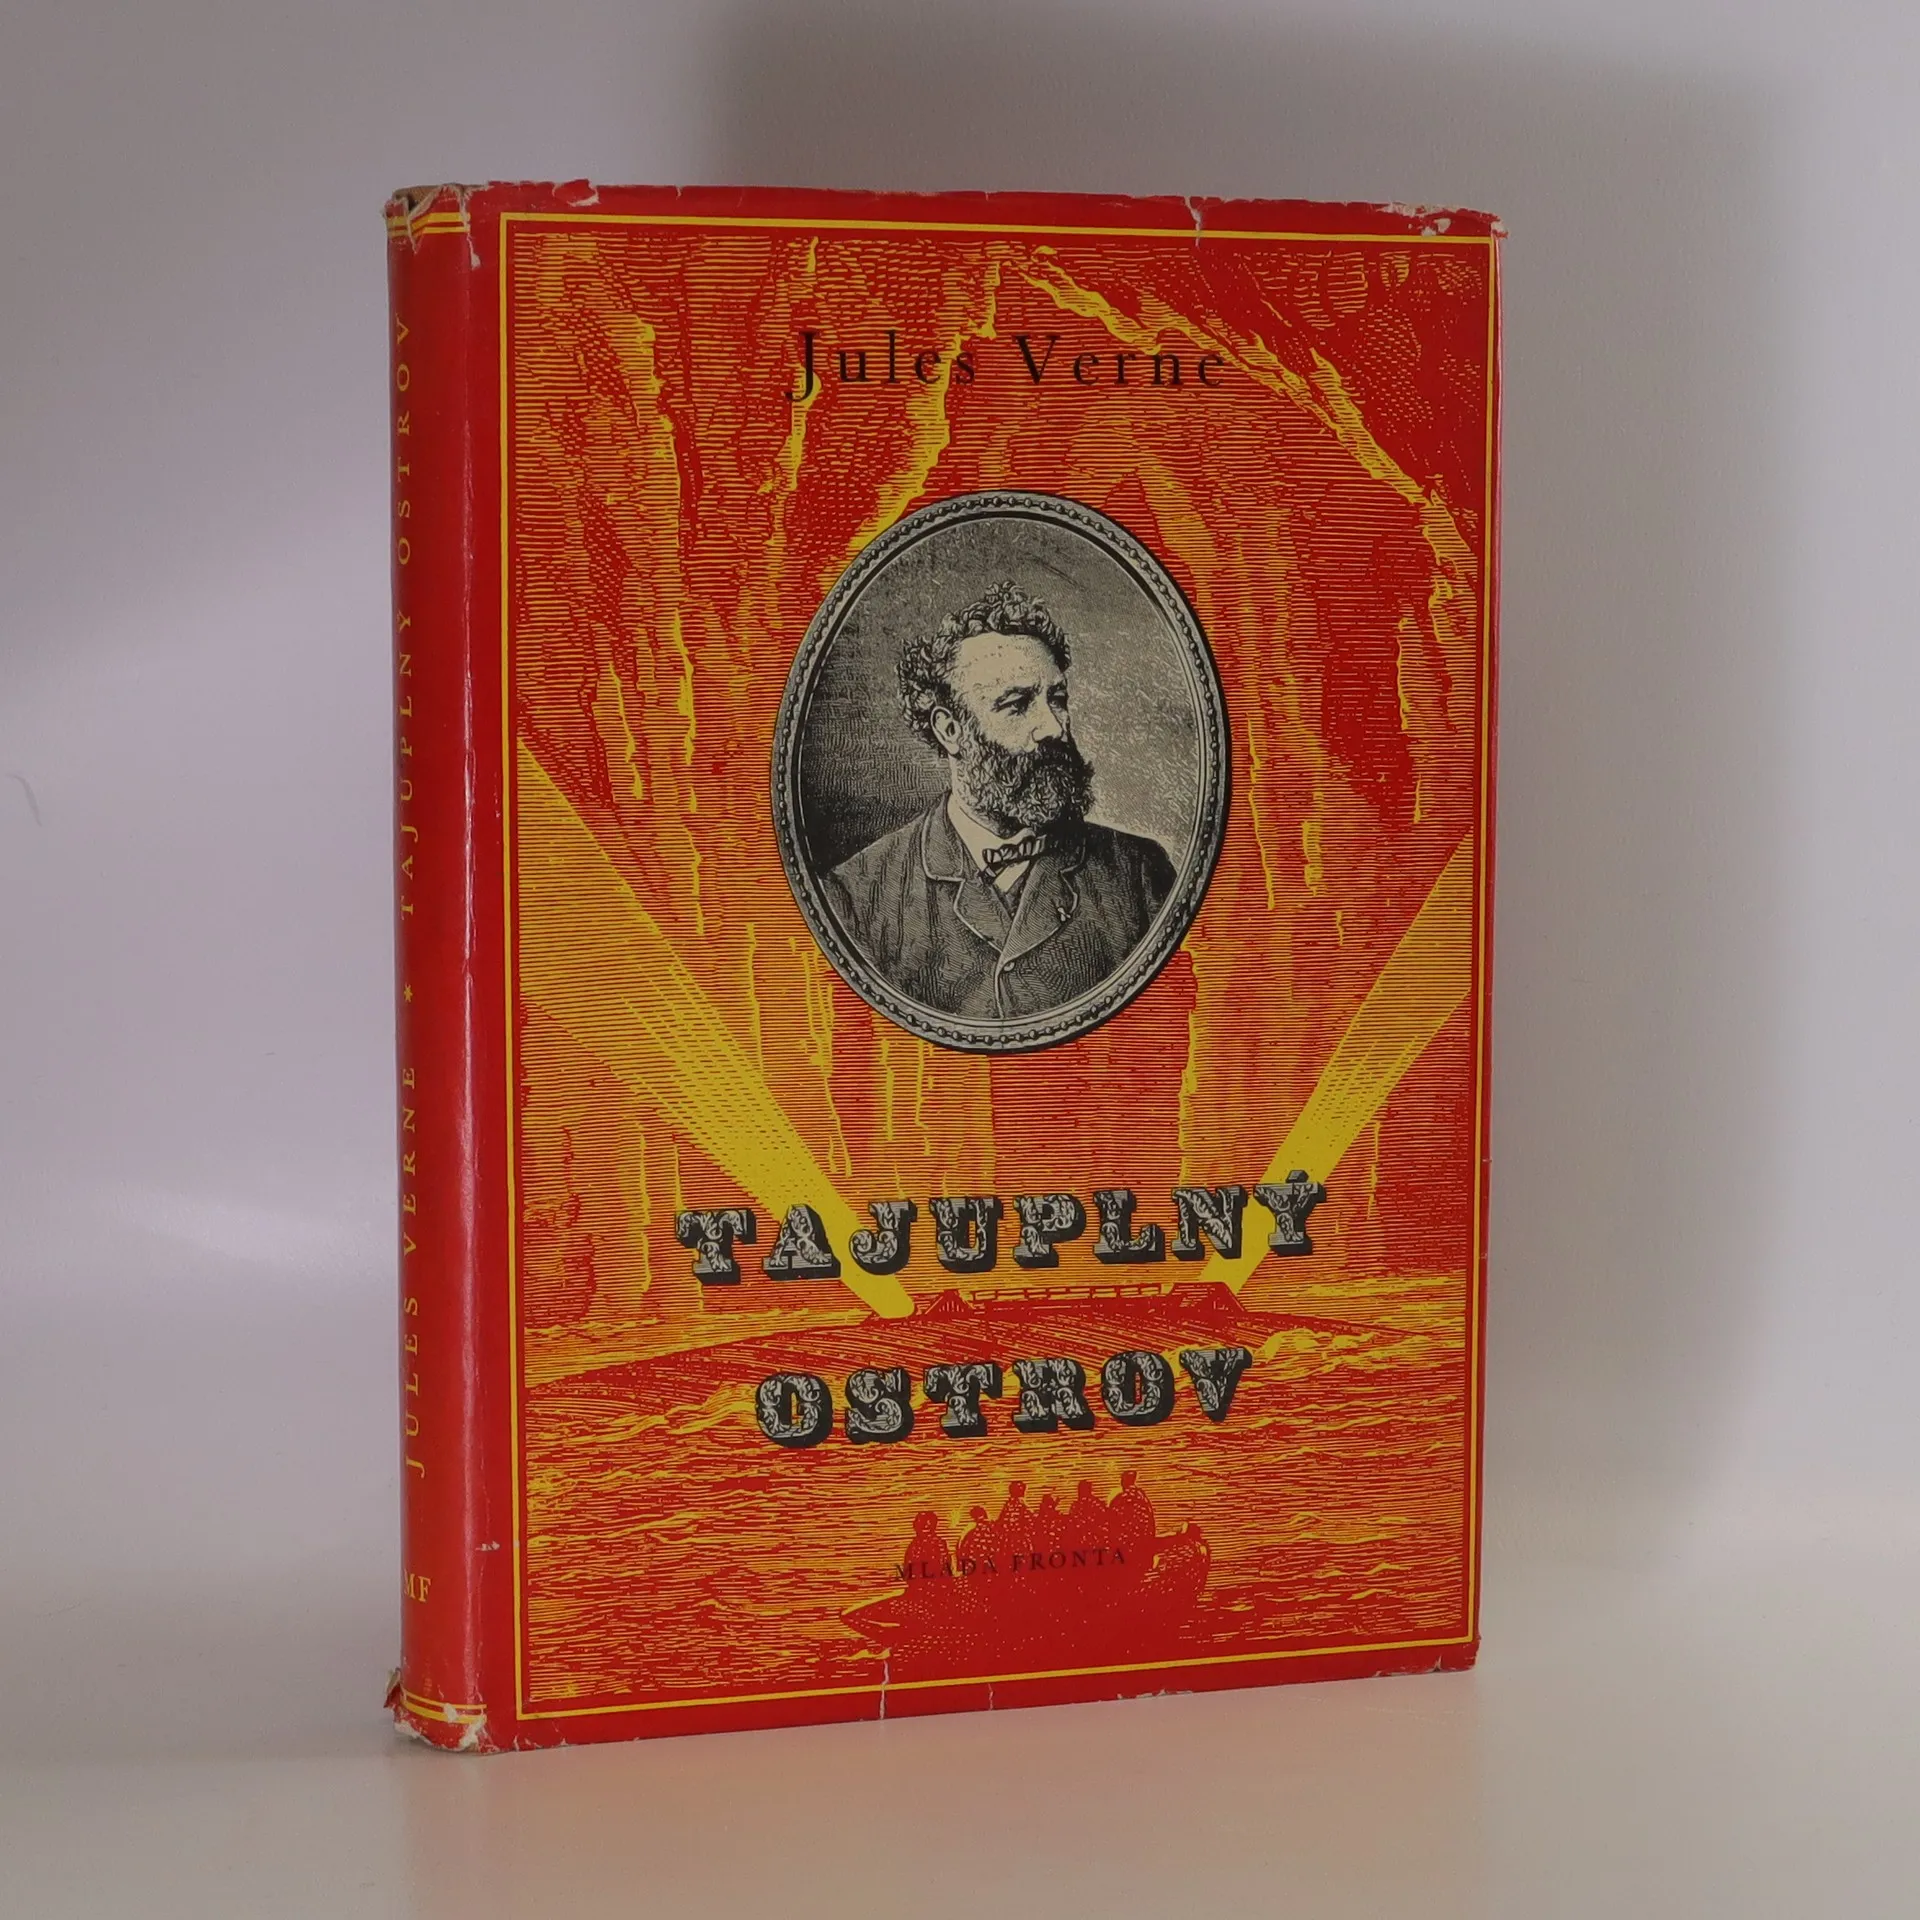 JULES VERNE * TAJUPLNÝ OSTROV
MF
Jules Verne
TAJUPLNÝ
OSTROV
MLADÁ FRONTA